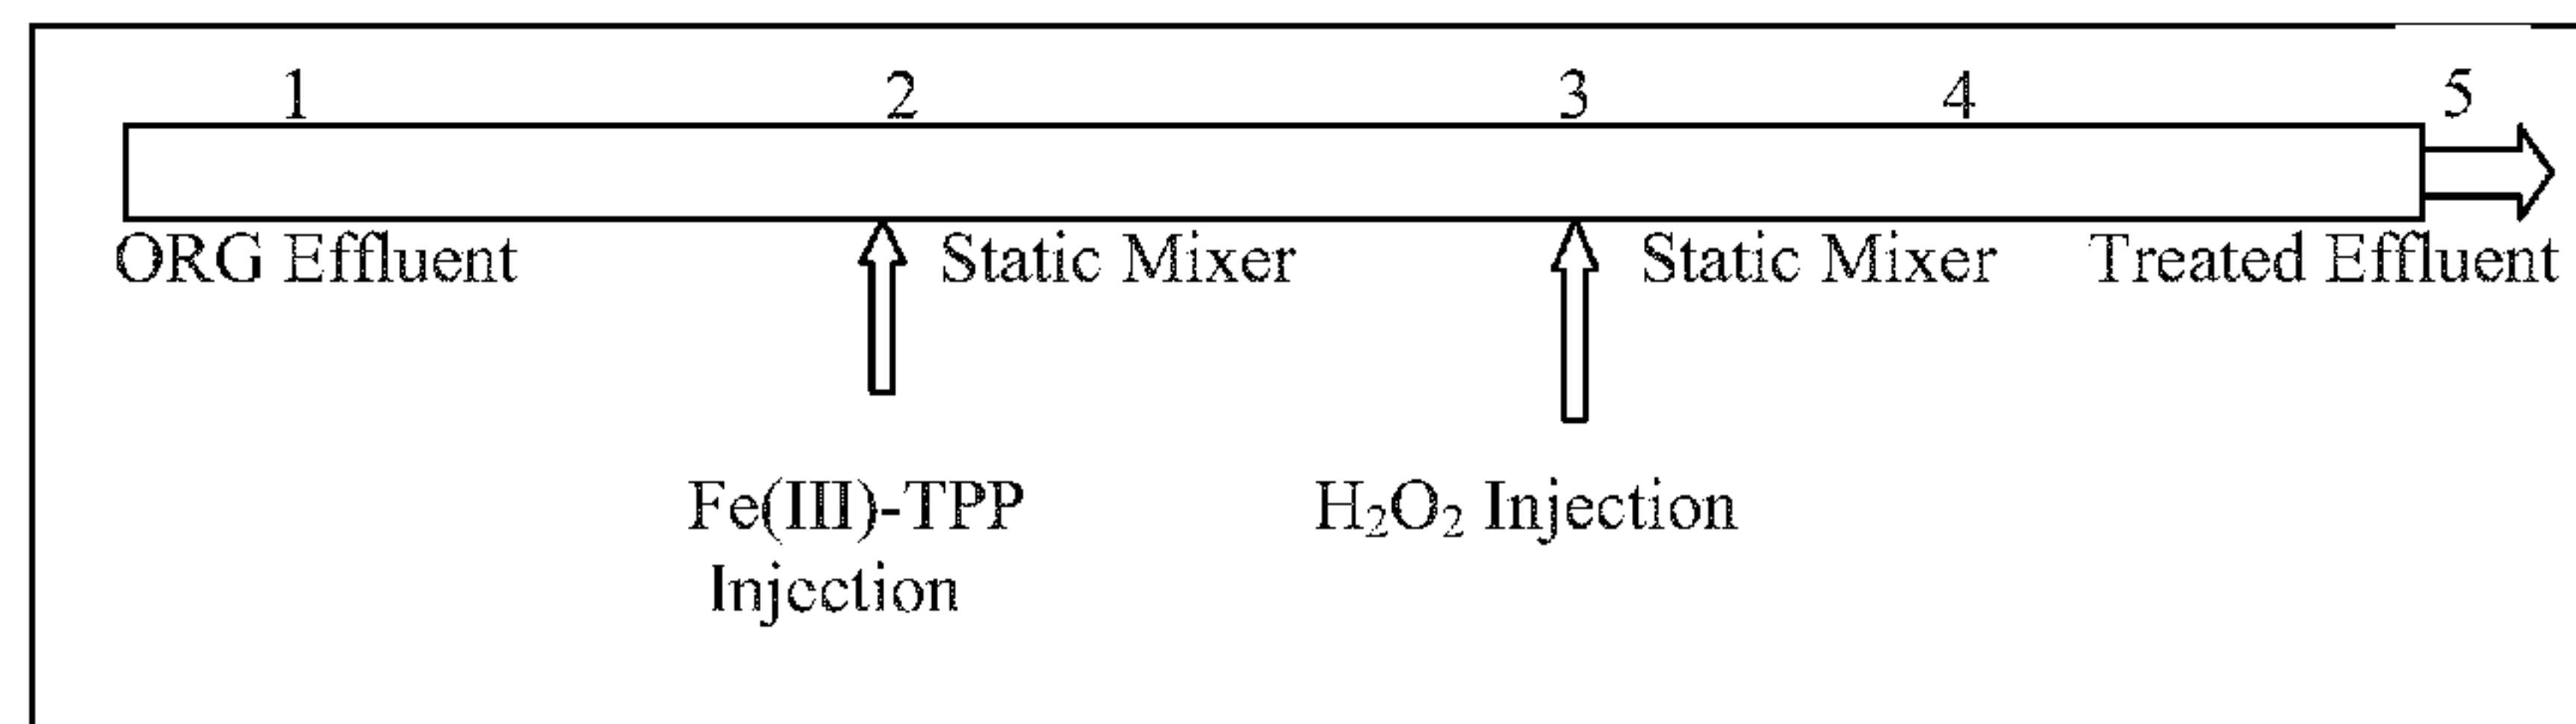 1 2 3 4 5
ORG Effluent Static Mixer Static Mixer Treated Effluent
Fe(III)-TPP H₂O₂ Injection
Injection